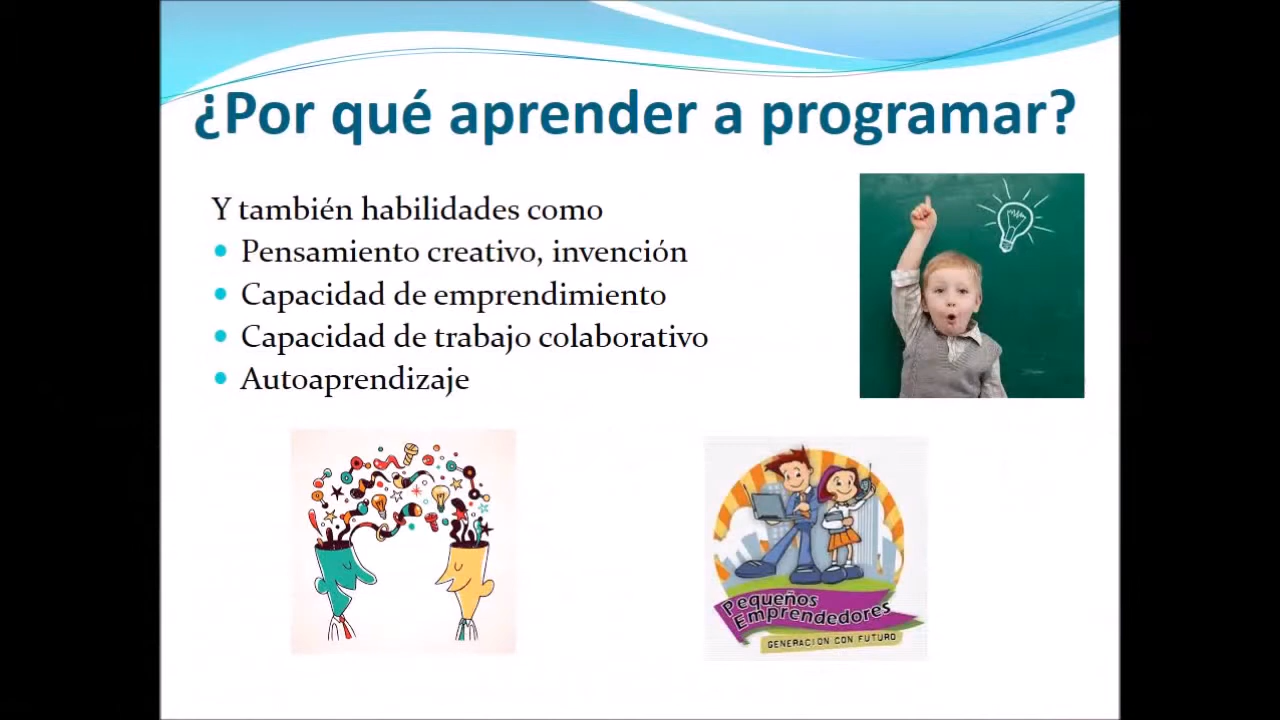 ¿Por qué aprender a programar?
Y también habilidades como
Pensamiento creativo, invención
Capacidad de emprendimiento
Capacidad de trabajo colaborativo
Autoaprendizaje
Pequeños
Emprendedores
GENERACION CON FUTURO